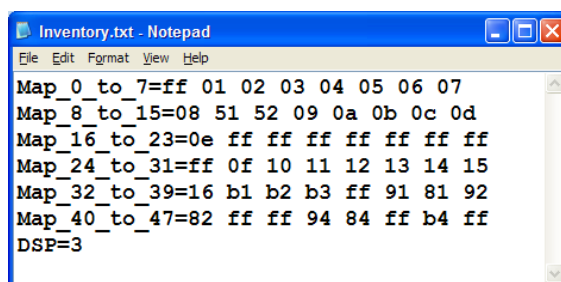 Inventory.txt - Notepad
File Edit Format View Help
Map_0_to_7=ff 01 02 03 04 05 06 07
Map_8_to_15=08 51 52 09 0a 0b 0c 0d
Map_16_to_23=0e ff ff ff ff ff ff ff
Map_24_to_31=ff 0f 10 11 12 13 14 15
Map_32_to_39=16 b1 b2 b3 ff 91 81 92
Map_40_to_47=82 ff ff 94 84 ff b4 ff
DSP=3